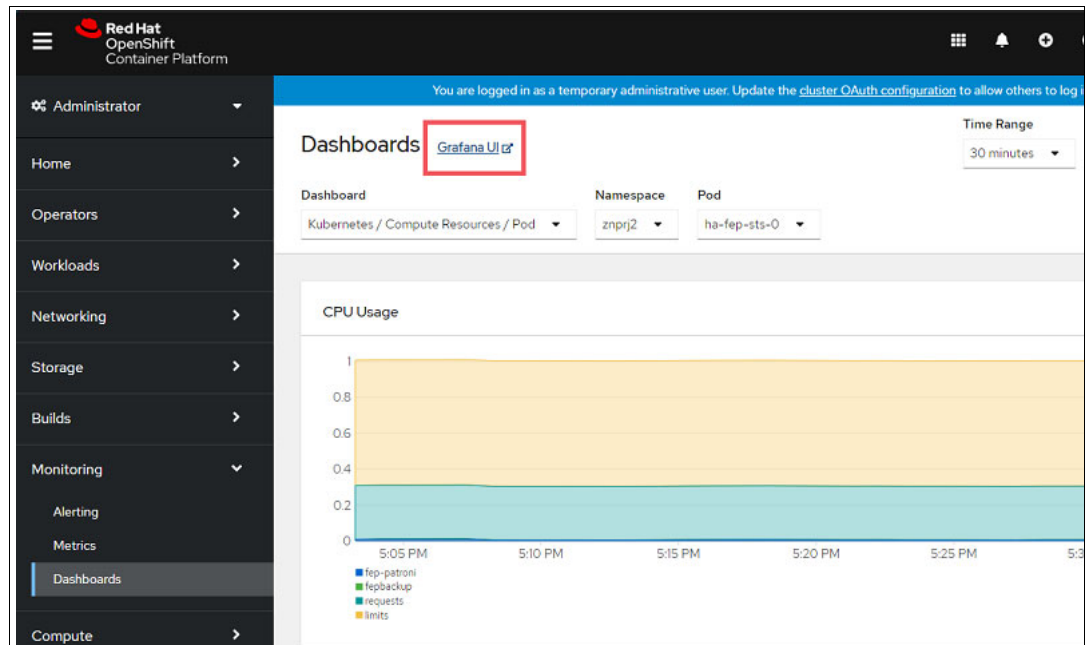 Red Hat
OpenShift
Container Platform
You are logged in as a temporary administrative user. Update the cluster OAuth configuration to allow others to log
Administrator
Home
Operators
Workloads
Networking
Storage
Builds
Monitoring
Alerting
Metrics
Dashboards
Compute
Dashboards Grafana UI
Time Range
30 minutes
Dashboard Namespace Pod
Kubernetes / Compute Resources / Pod znprj2 ha-fep-sts-0
CPU Usage
1
0.8
0.6
0.4
0.2
0
5:05 PM 5:10 PM 5:15 PM 5:20 PM 5:25 PM
fep-patroni
fepbackup
requests
limits